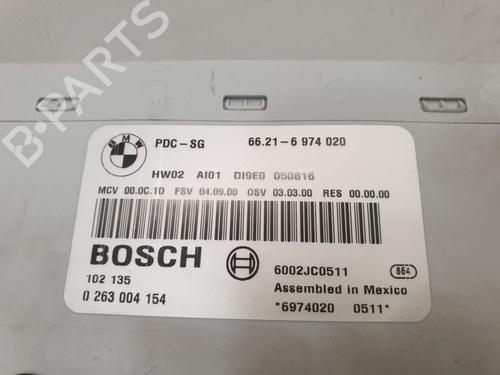 B-PARTS
BMW
PDC-SG 66.21-6 974 020
HW02 AI01 DI9E0 050816
MCV 00.0C.1D FSV 04.09.00 OSV 03.03.00 RES 00.00.00
BOSCH
102 135
0 263 004 154
6002JC0511
864
Assembled in Mexico
*6974020 0511*